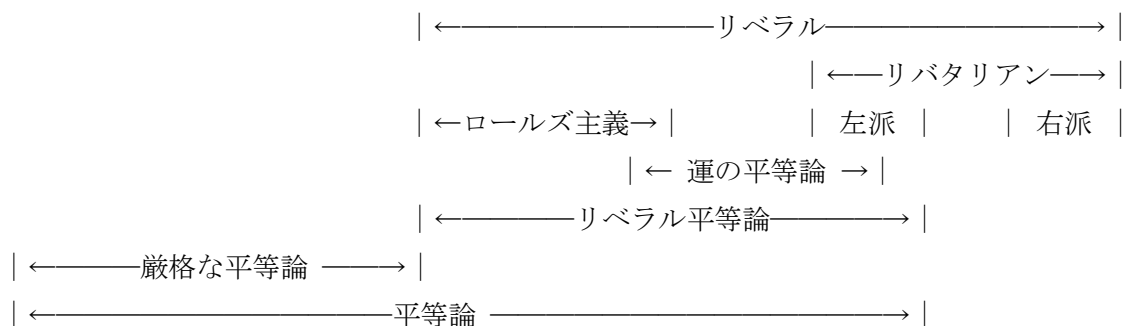 |←――――――――リベラル――――――――→|
|←―リバタリアン―→|
|←ロールズ主義→| | 左派 | | 右派 |
|← 運の平等論 →|
|←――――リベラル平等論――――→|
|←―――厳格な平等論 ―――→|
|←――――――――――――平等論 ――――――――――――→|